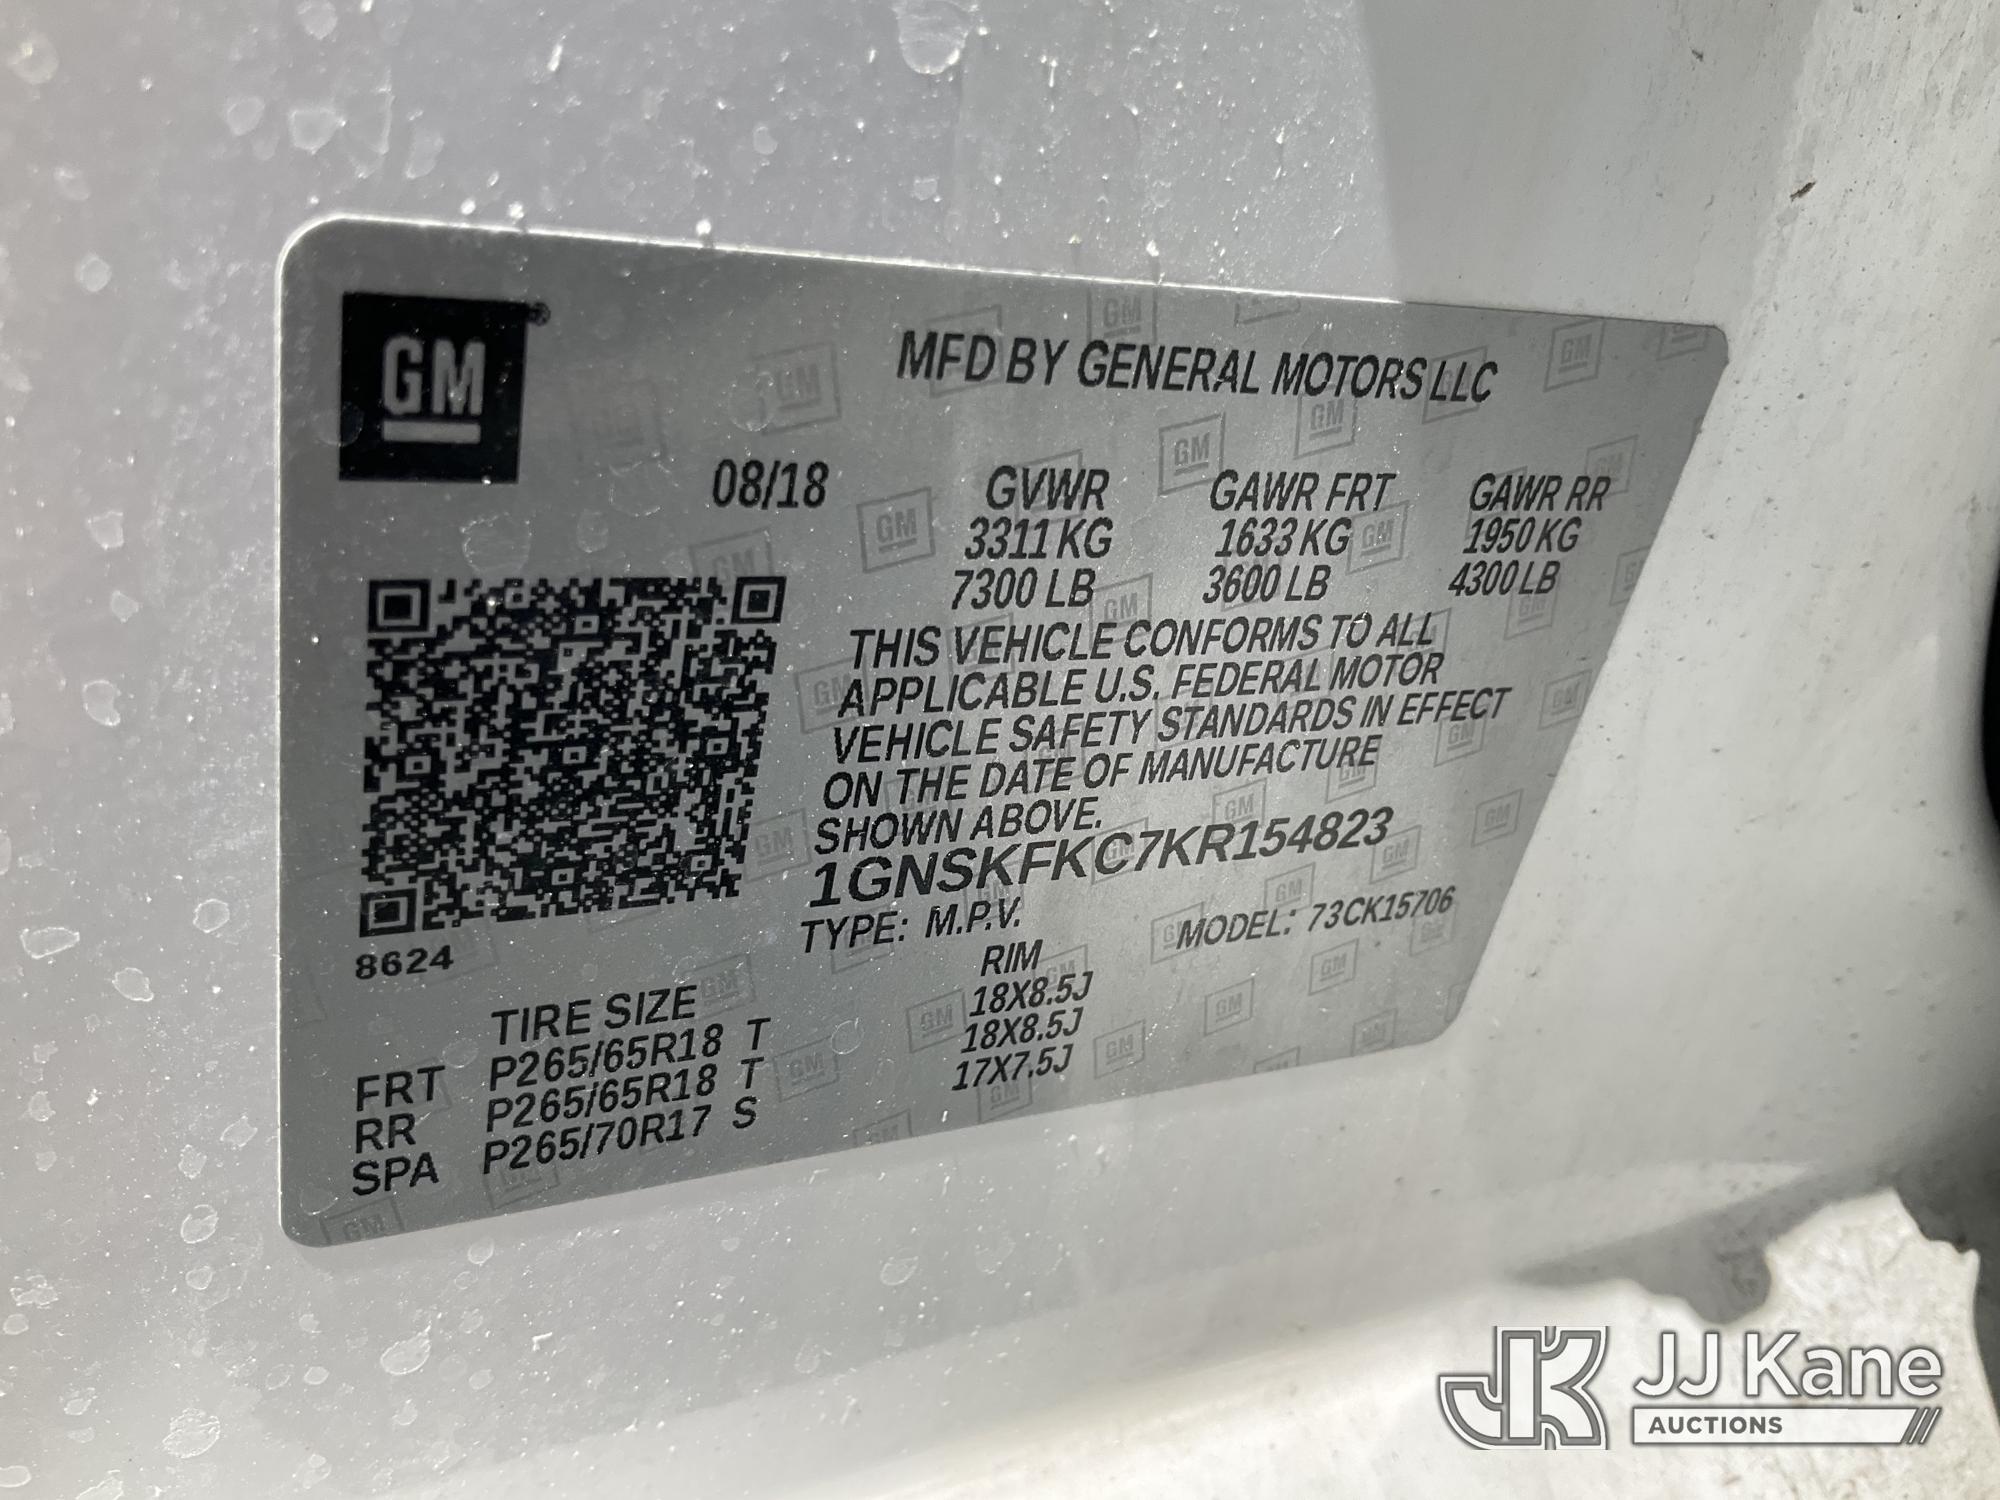 GM®
MFD BY GENERAL MOTORS LLC
08/18 GVWR GAWR FRT GAWR RR
3311 KG 1633 KG 1950 KG
7300 LB 3600 LB 4300 LB
THIS VEHICLE CONFORMS TO ALL
APPLICABLE U.S. FEDERAL MOTOR
VEHICLE SAFETY STANDARDS IN EFFECT
ON THE DATE OF MANUFACTURE
SHOWN ABOVE.
1GNSKFKC7KR154823
TYPE: M.P.V. MODEL: 73CK15706
8624
TIRE SIZE RIM
FRT P265/65R18 T 18X8.5J
RR P265/65R18 T 18X8.5J
SPA P265/70R17 S 17X7.5J
JK JJ Kane
AUCTIONS